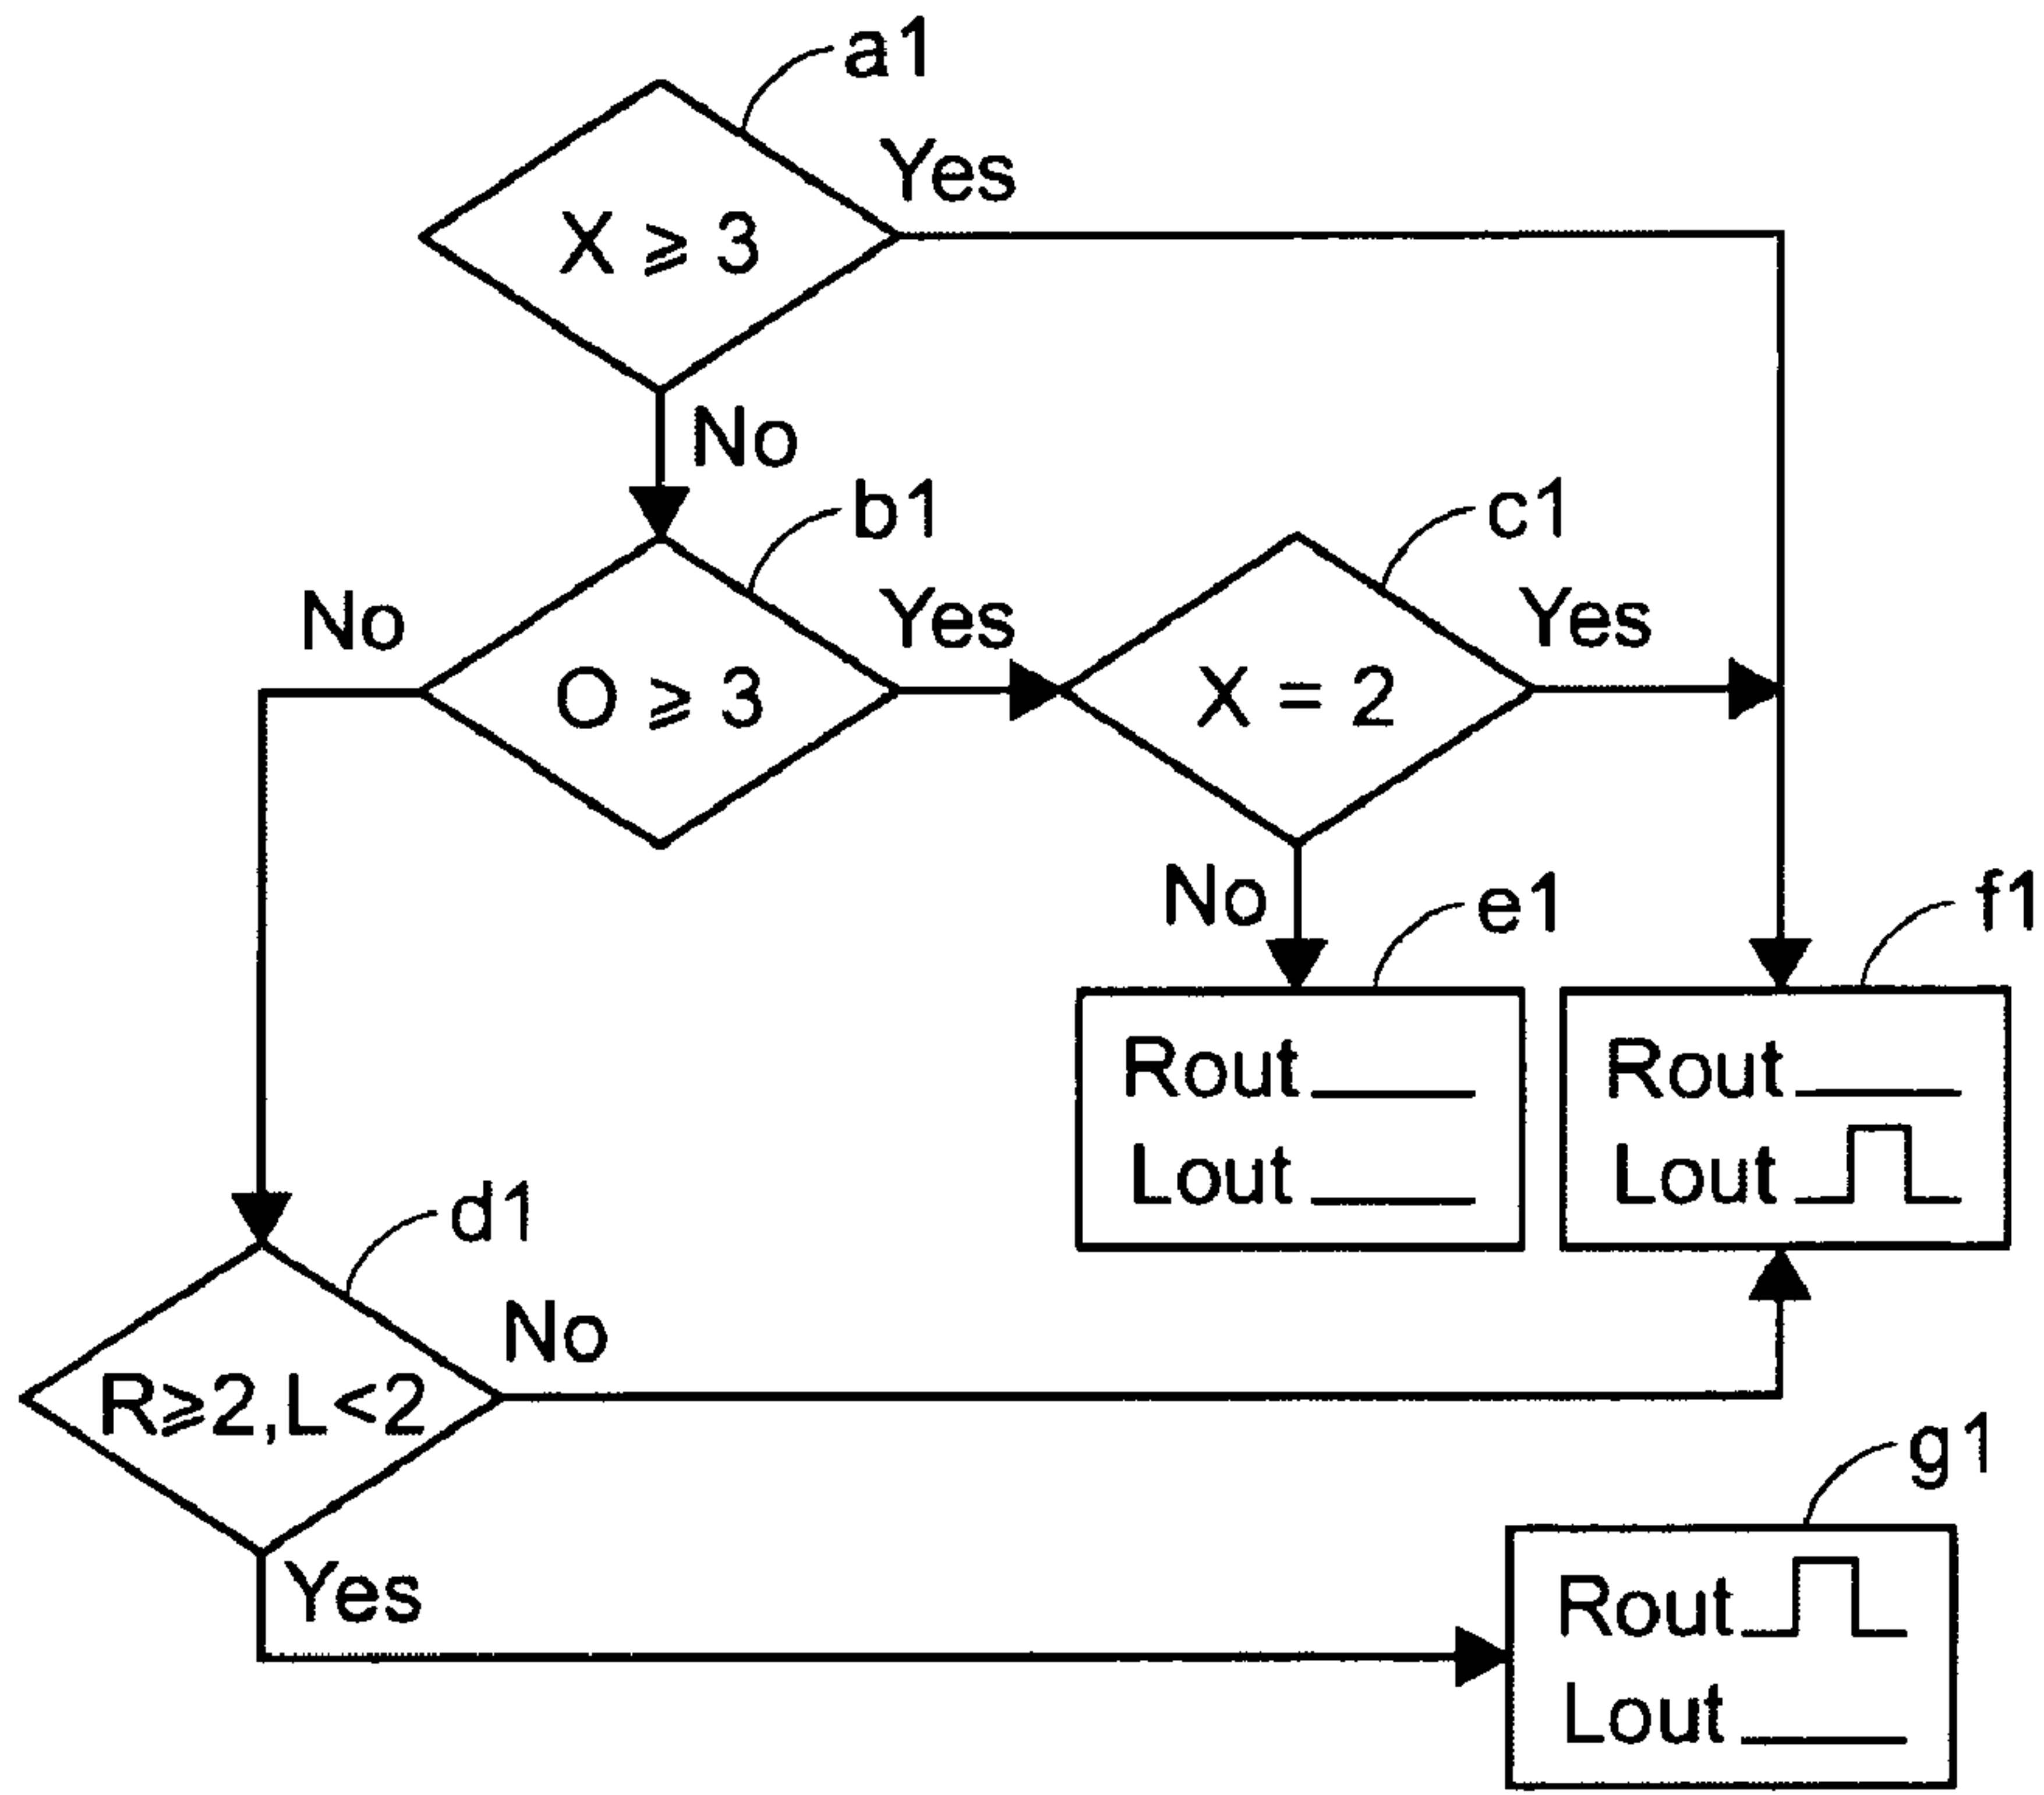 a1
Yes
X ⩾ 3
No
b1
c1
No
Yes
Yes
O ⩾ 3
X = 2
No
e1
f1
Rout
Lout
Rout
Lout
d1
No
R⩾2,L<2
g1
Yes
Rout
Lout